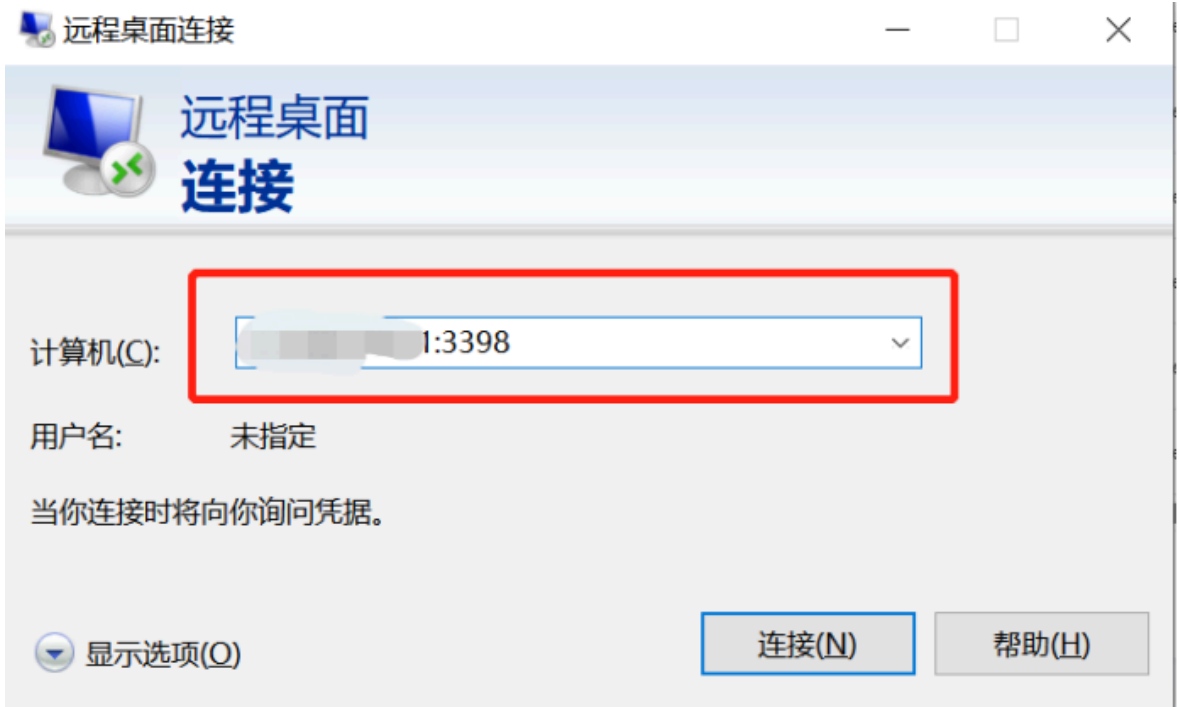 远程桌面连接
远程桌面
连接
计算机(C):
1:3398
用户名:
未指定
当你连接时将向你询问凭据。
显示选项(O)
连接(N)
帮助(H)